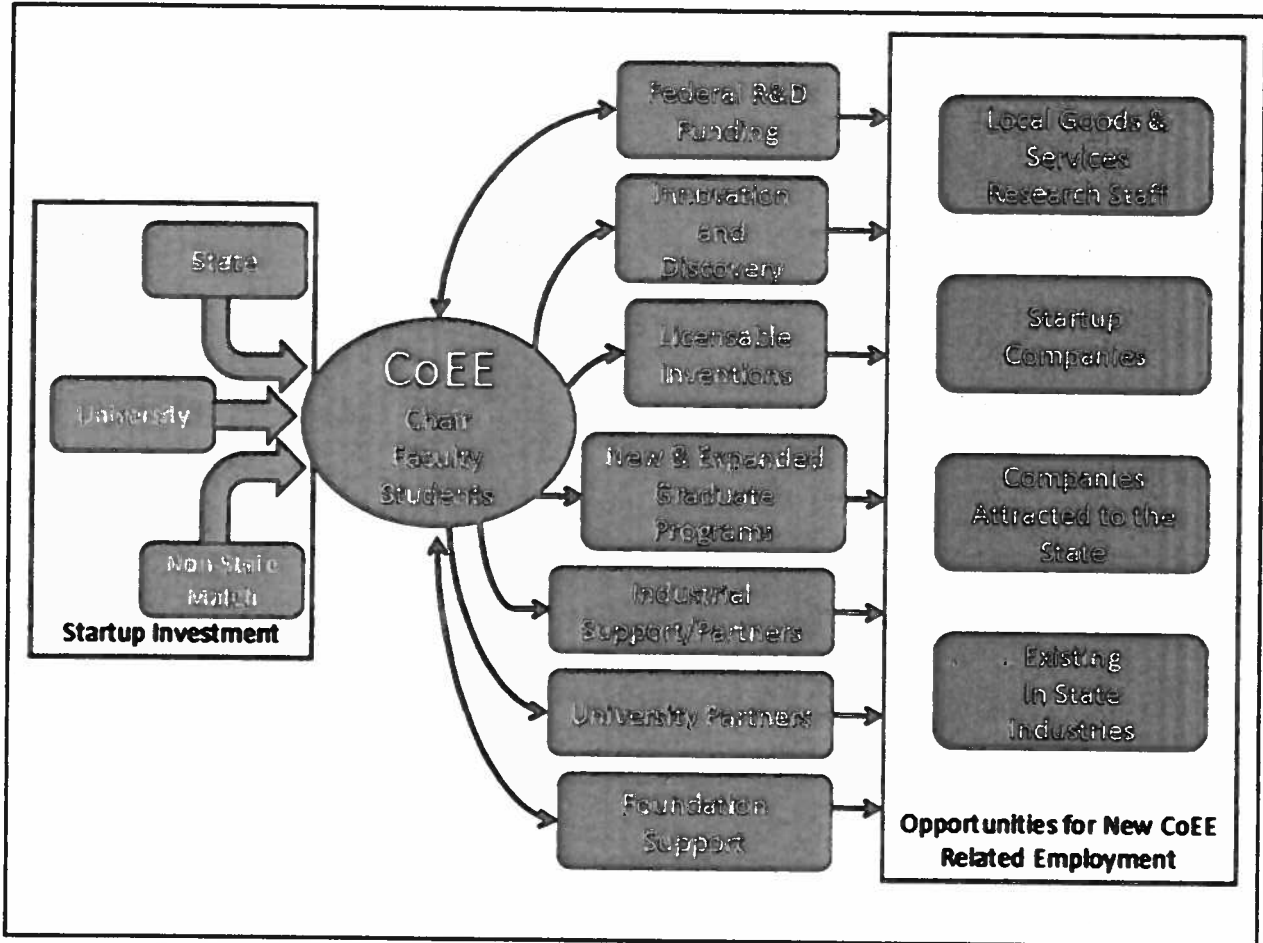 State
University
Non-State
Match
Startup Investment
CoEE
Chair
Faculty
Students
Federal R&D
Funding
Innovation
and
Discovery
Licensable
Inventions
New & Expanded
Graduate
Programs
Industrial
Support/Partners
University Partners
Foundation
Support
Local Goods &
Services
Research Staff
Startup
Companies
Companies
Attracted to the
State
Existing
In State
Industries
Opportunities for New CoEE
Related Employment